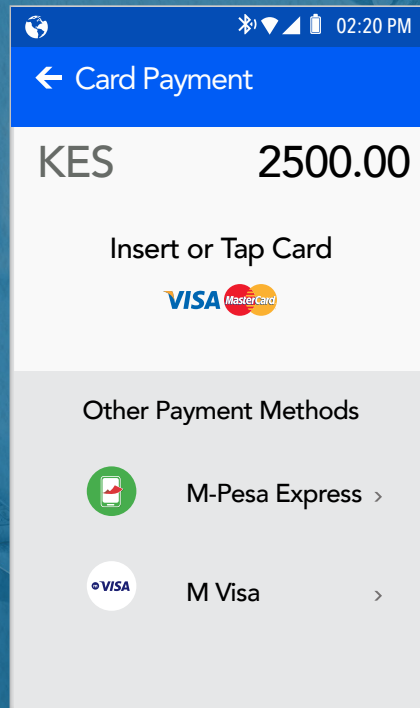 02:20 PM
← Card Payment
KES 2500.00
Insert or Tap Card
VISA MasterCard
Other Payment Methods
M-Pesa Express ›
VISA M Visa ›